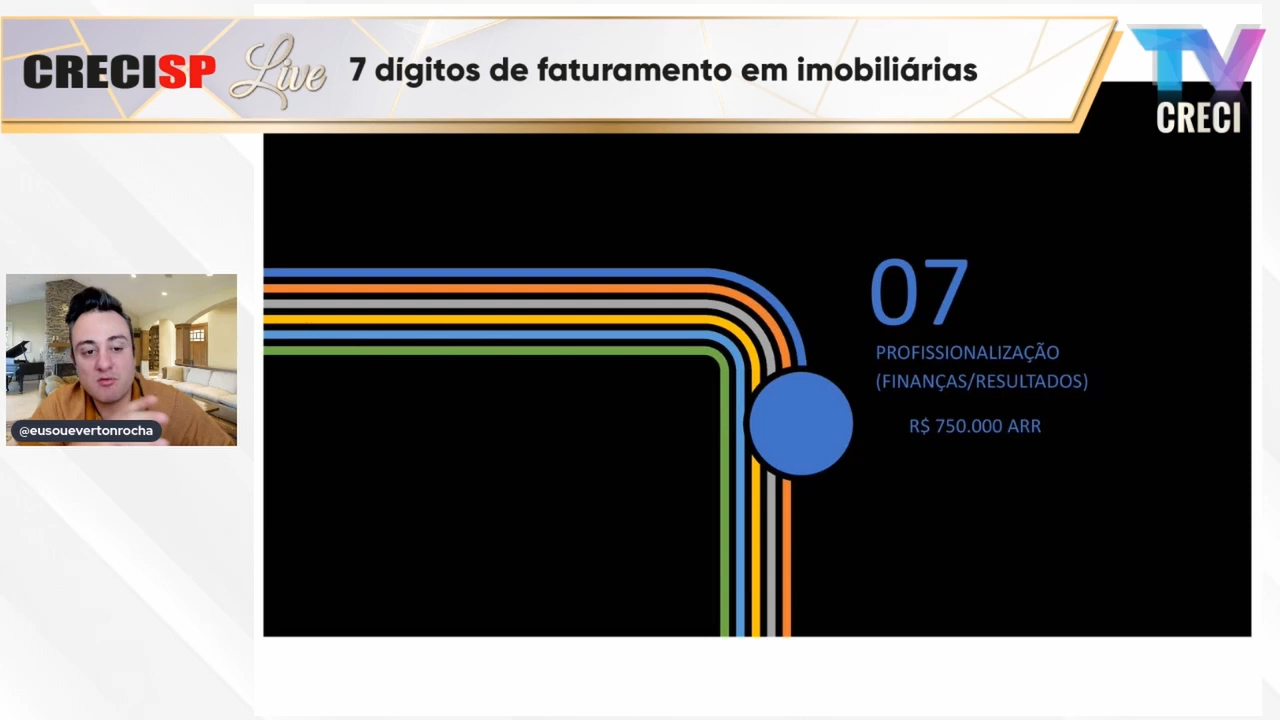 CRECISP Live
7 dígitos de faturamento em imobiliárias
TV
CRECI
07
PROFISSIONALIZAÇÃO
(FINANÇAS/RESULTADOS)
R$ 750.000 ARR
@eusouevertonrocha